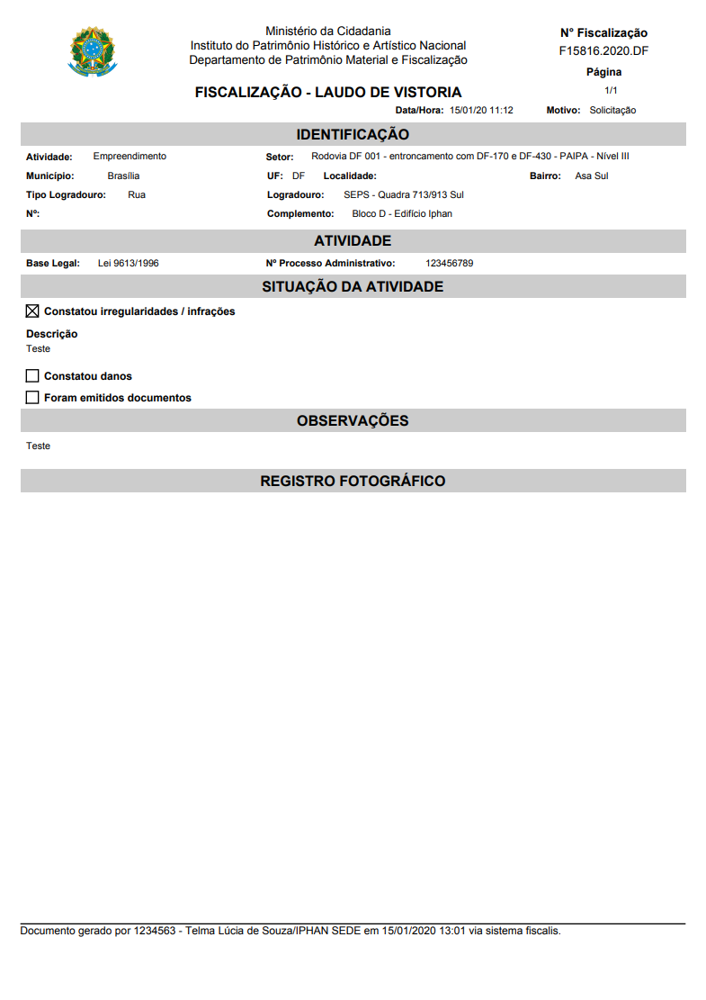 Ministério da Cidadania
Instituto do Patrimônio Histórico e Artístico Nacional
Departamento de Patrimônio Material e Fiscalização
N° Fiscalização
F15816.2020.DF
Página
1/1
FISCALIZAÇÃO - LAUDO DE VISTORIA
Data/Hora: 15/01/20 11:12 Motivo: Solicitação
IDENTIFICAÇÃO
Atividade: Empreendimento Setor: Rodovia DF 001 - entroncamento com DF-170 e DF-430 - PAIPA - Nível III
Município: Brasília UF: DF Localidade: Bairro: Asa Sul
Tipo Logradouro: Rua Logradouro: SEPS - Quadra 713/913 Sul
Nº: Complemento: Bloco D - Edifício Iphan
ATIVIDADE
Base Legal: Lei 9613/1996 Nº Processo Administrativo: 123456789
SITUAÇÃO DA ATIVIDADE
Constatou irregularidades / infrações
Descrição
Teste
Constatou danos
Foram emitidos documentos
OBSERVAÇÕES
Teste
REGISTRO FOTOGRÁFICO
Documento gerado por 1234563 - Telma Lúcia de Souza/IPHAN SEDE em 15/01/2020 13:01 via sistema fiscalis.